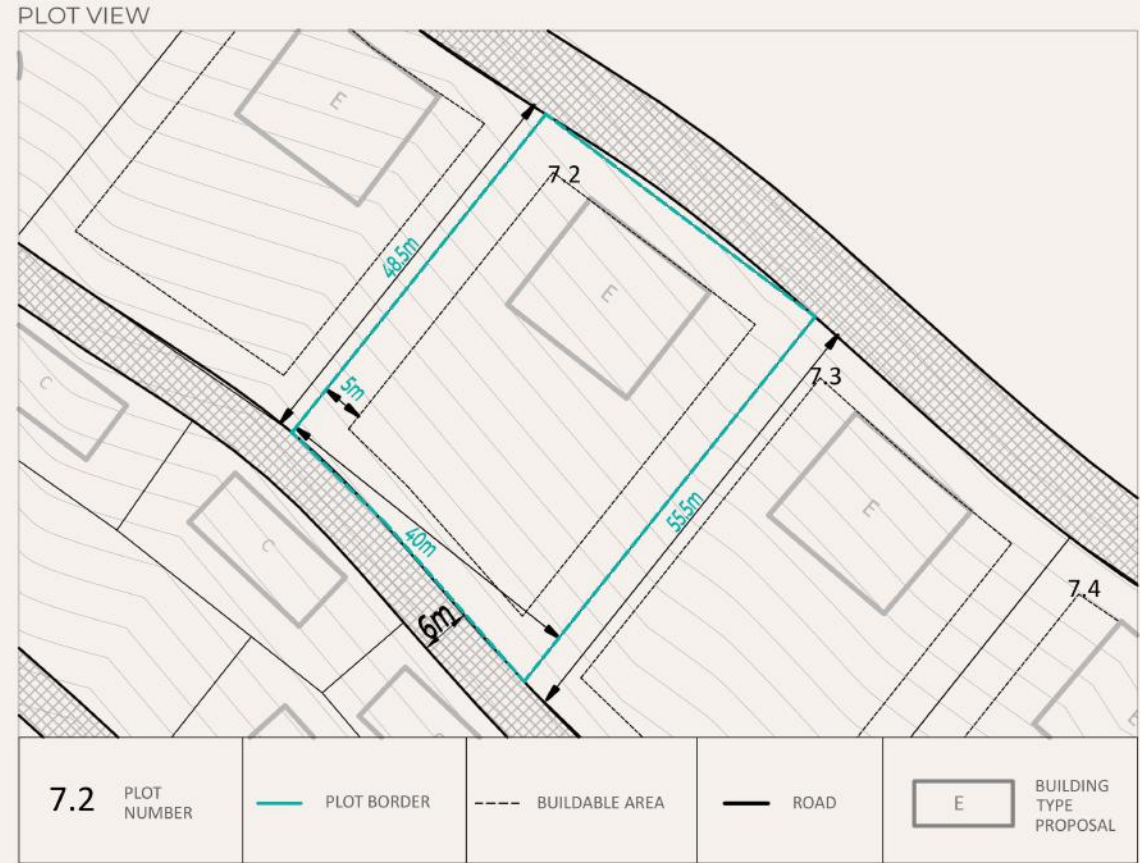 PLOT VIEW
E
7.2
48.5m
E
7.3
5m
C
55.5m
E
40m
C
7.4
6m
7.2
PLOT
NUMBER
PLOT BORDER
BUILDABLE AREA
ROAD
E
BUILDING
TYPE
PROPOSAL